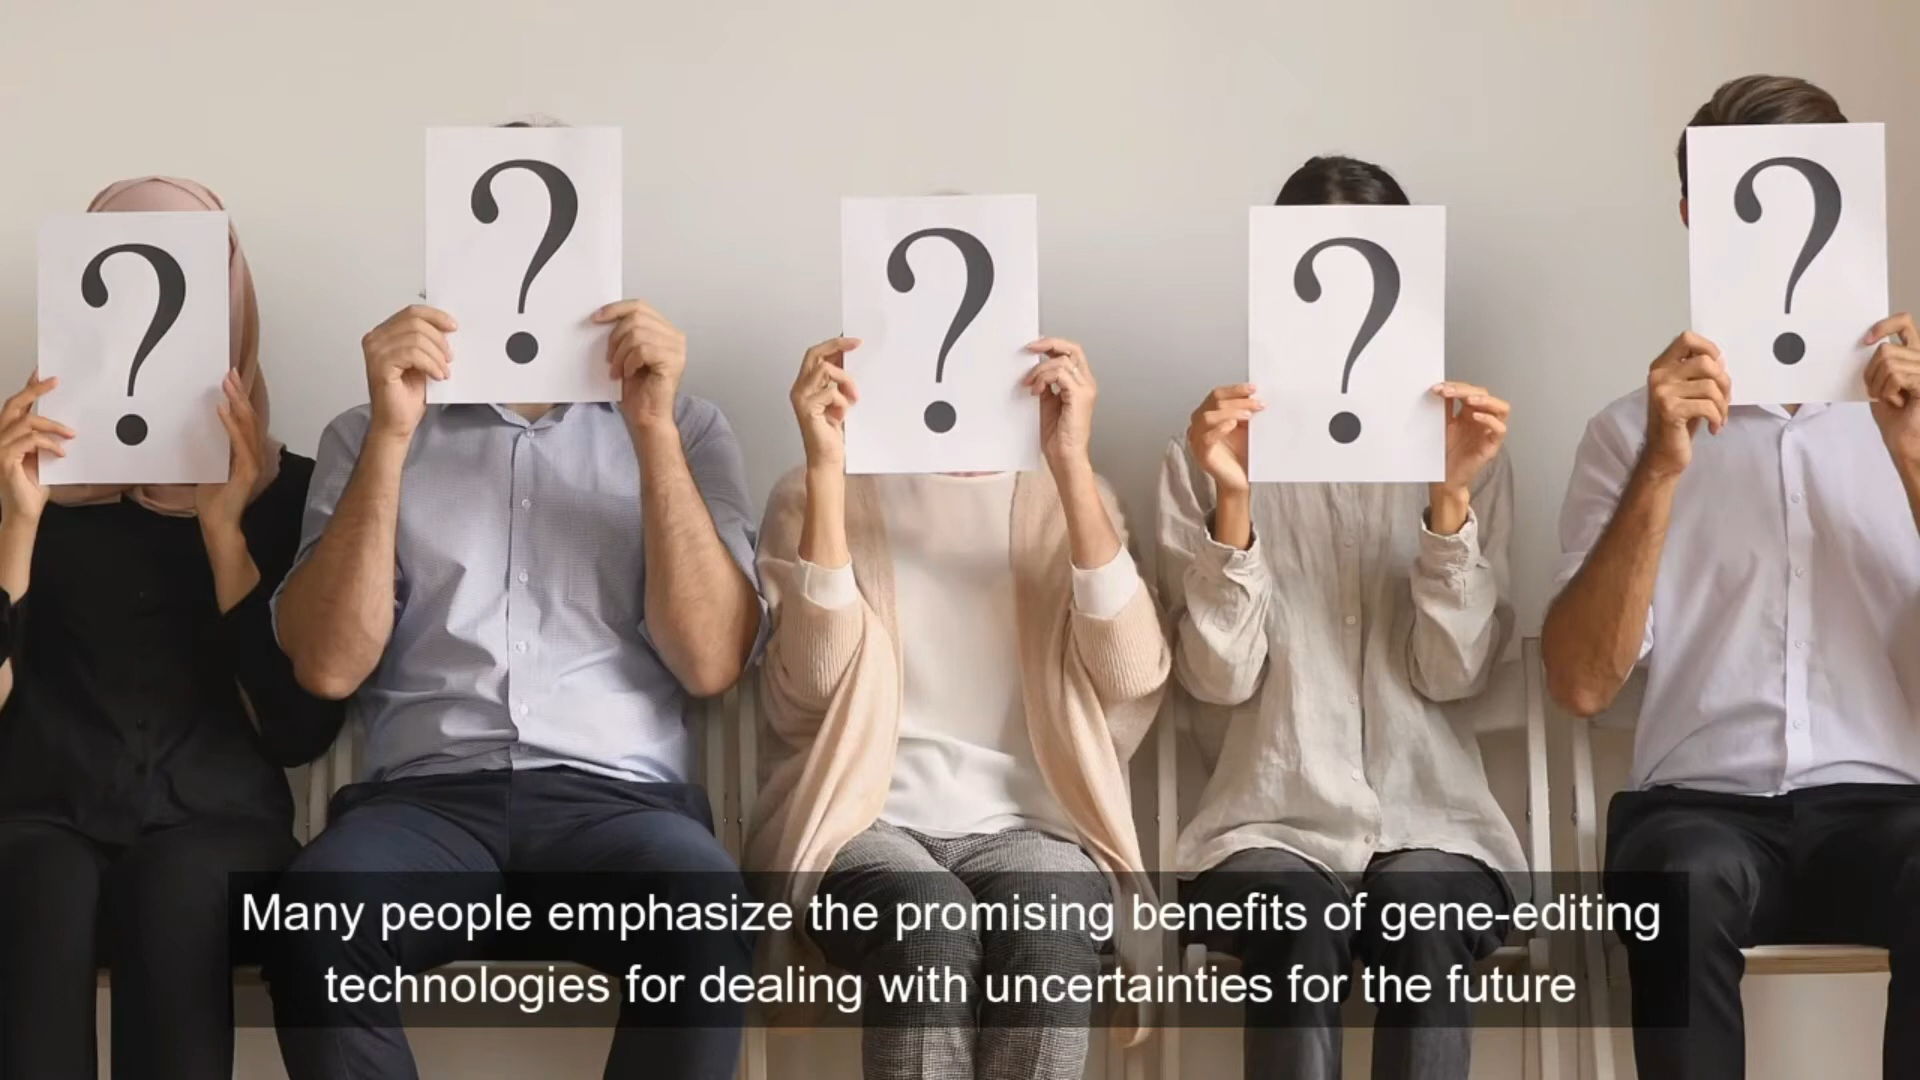 ?
?
?
?
?
Many people emphasize the promising benefits of gene-editing
technologies for dealing with uncertainties for the future